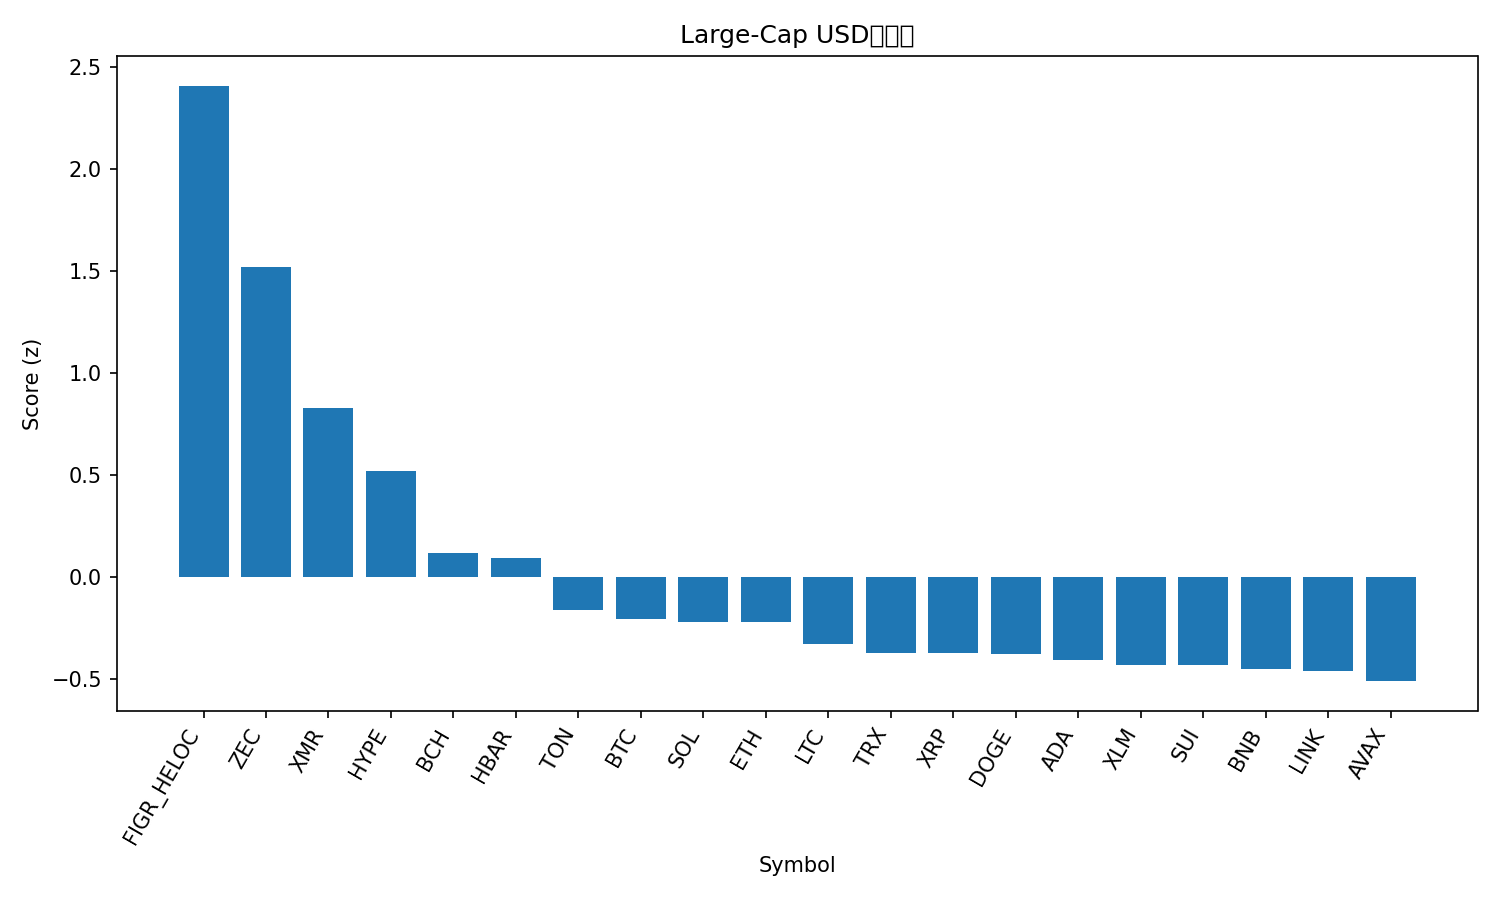 Large-Cap USD
2.5
2.0
1.5
1.0
0.5
0.0
−0.5
Score (z)
FIGR_HELOC
ZEC
XMR
HYPE
BCH
HBAR
TON
BTC
SOL
ETH
LTC
TRX
XRP
DOGE
ADA
XLM
SUI
BNB
LINK
AVAX
Symbol